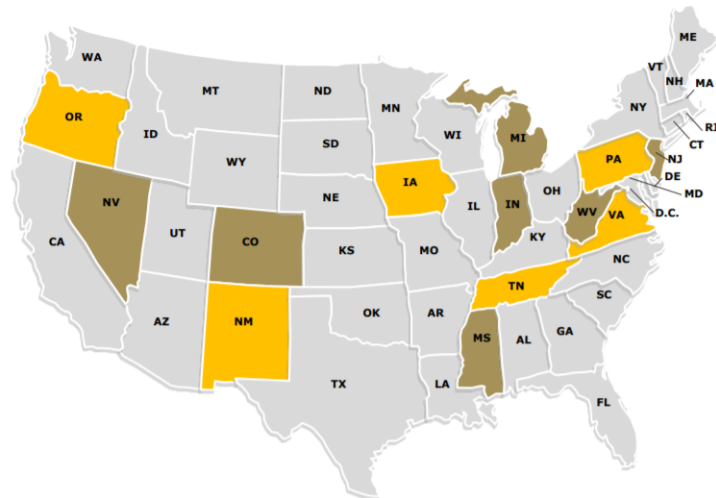 ME
WA
VT
NH
MA
MT
ND
MN
OR
NY
RI
ID
WI
SD
MI
CT
WY
PA
NJ
IA
DE
NE
OH
MD
NV
IN
IL
WV
VA
D.C.
UT
CO
CA
KS
MO
KY
NC
TN
OK
AZ
NM
AR
SC
MS
AL
GA
TX
LA
FL